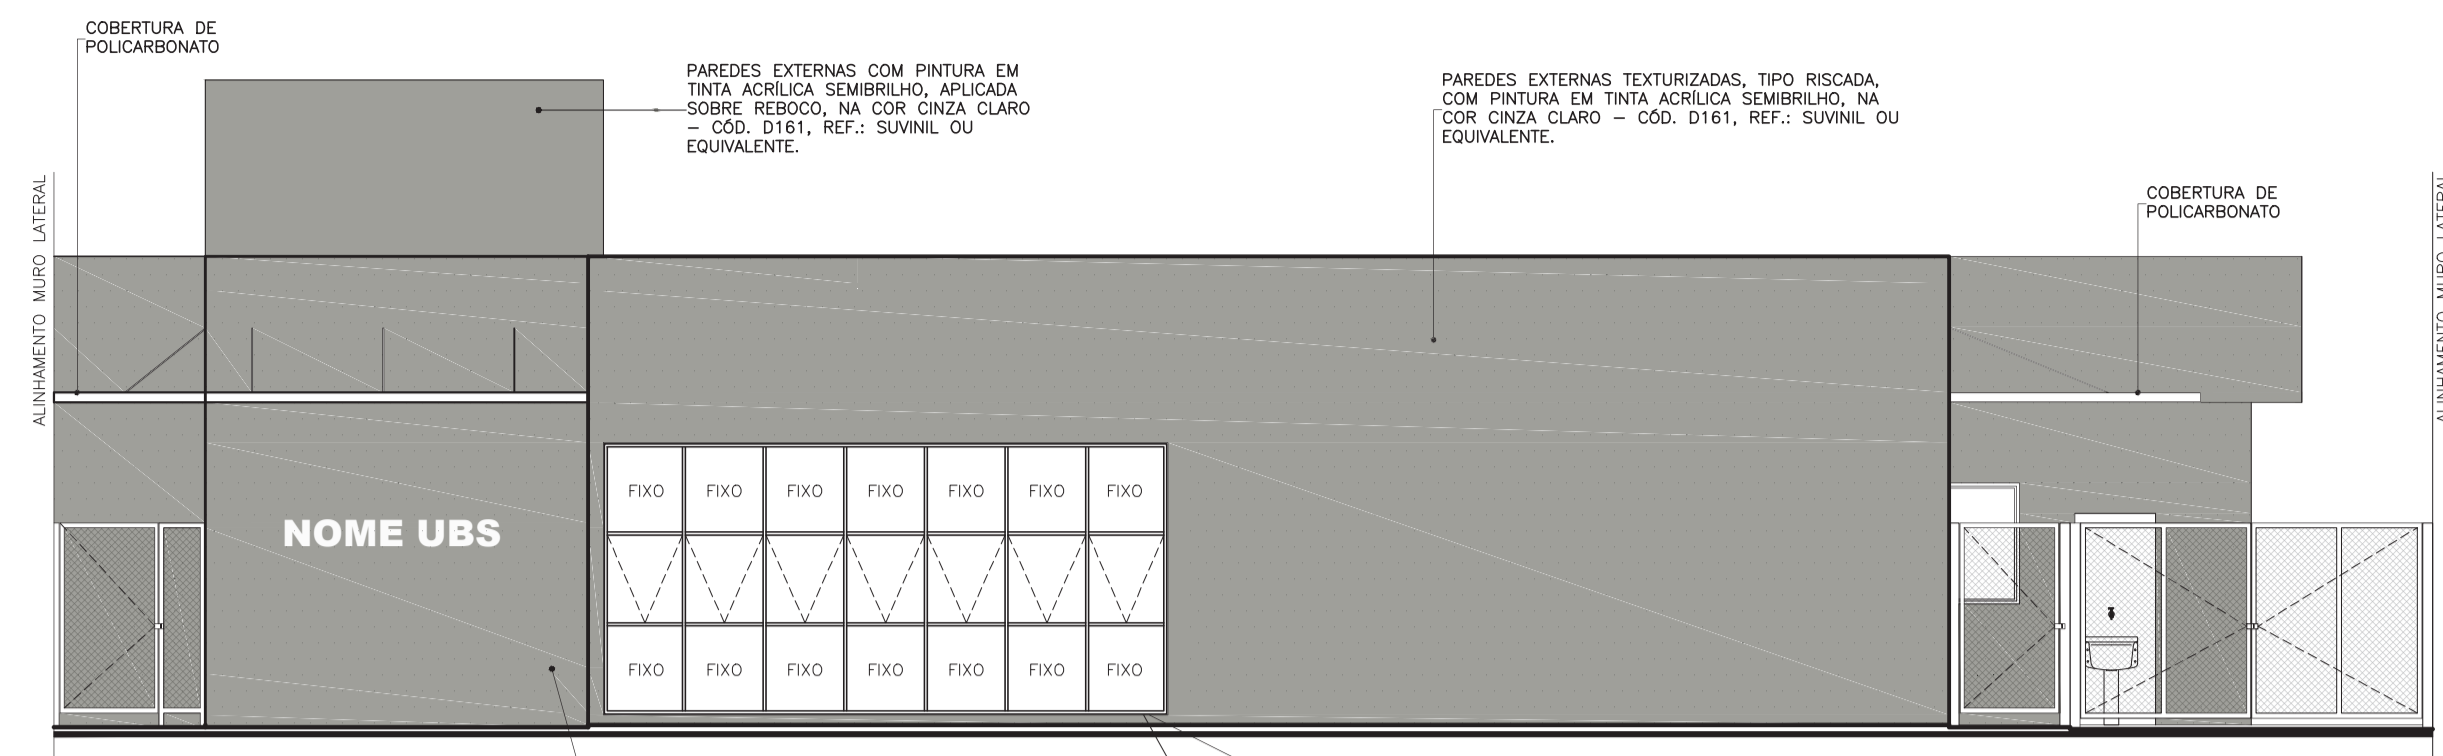 COBERTURA DE
POLICARBONATO
PAREDES EXTERNAS COM PINTURA EM
TINTA ACRÍLICA SEMIBRILHO, APLICADA
SOBRE REBOCO, NA COR CINZA CLARO
– CÓD. D161, REF.: SUVINIL OU
EQUIVALENTE.
PAREDES EXTERNAS TEXTURIZADAS, TIPO RISCADA,
COM PINTURA EM TINTA ACRÍLICA SEMIBRILHO, NA
COR CINZA CLARO – CÓD. D161, REF.: SUVINIL OU
EQUIVALENTE.
COBERTURA DE
POLICARBONATO
ALINHAMENTO MURO LATERAL
ALINHAMENTO MURO LATERAL
NOME UBS
FIXO FIXO FIXO FIXO FIXO FIXO FIXO
FIXO FIXO FIXO FIXO FIXO FIXO FIXO